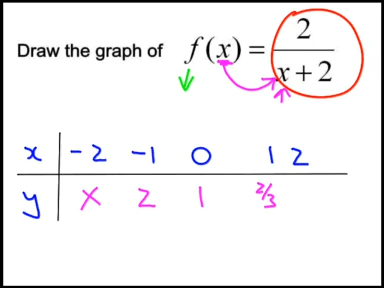 Draw the graph of f(x) = 2/(x + 2)
x | -2 -1 0 1 2
y | X 2 1 2/3